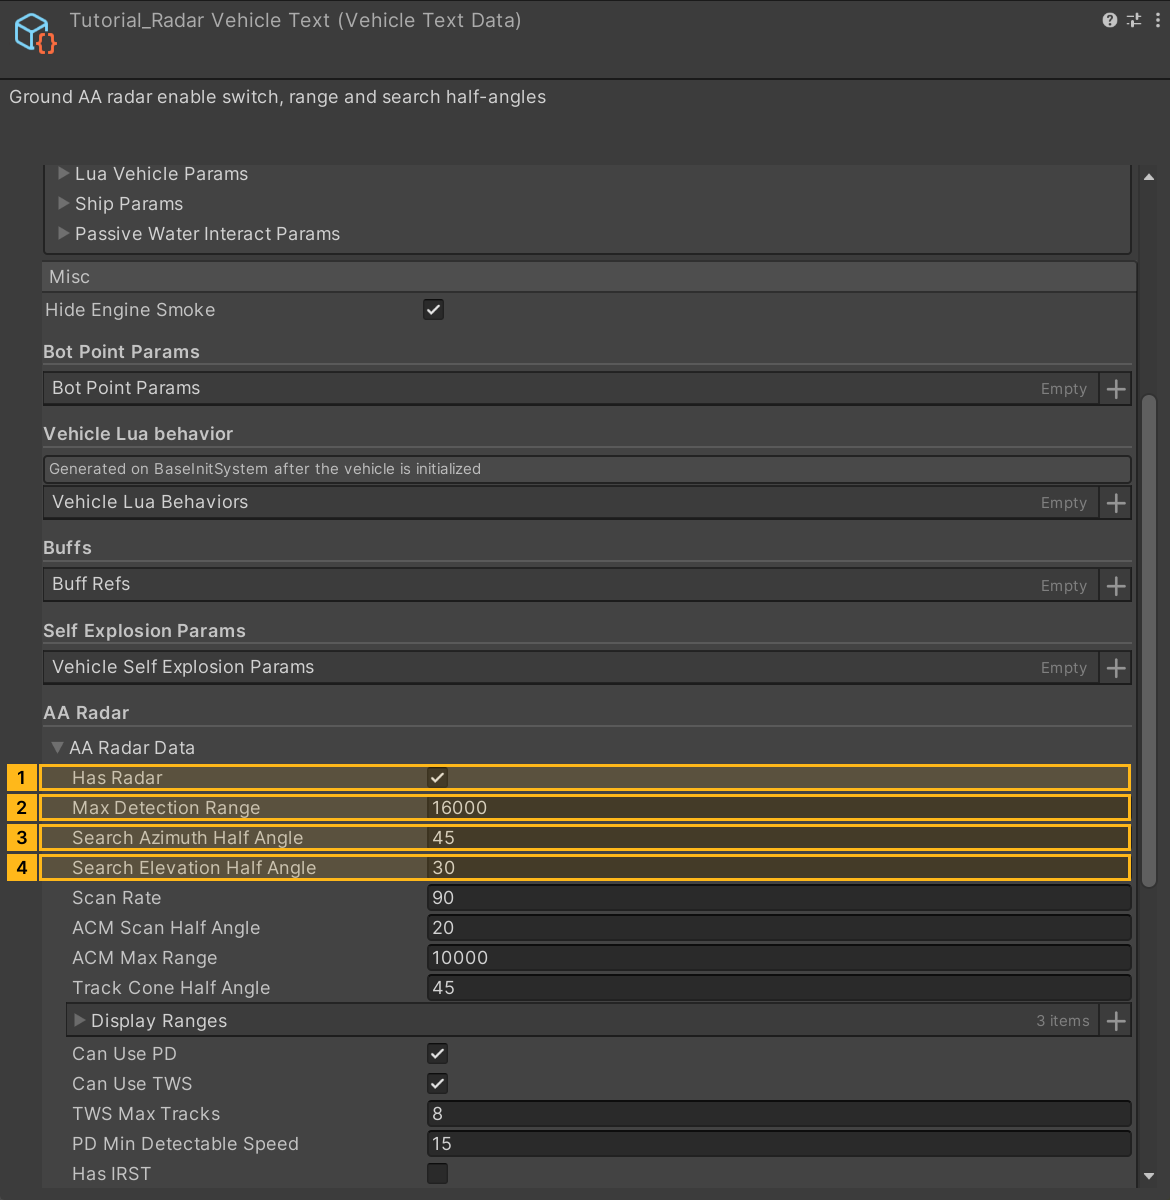 Tutorial_Radar Vehicle Text (Vehicle Text Data)
Ground AA radar enable switch, range and search half-angles
Lua Vehicle Params
Ship Params
Passive Water Interact Params
Misc
Hide Engine Smoke
Bot Point Params
Bot Point Params Empty
Vehicle Lua behavior
Generated on BaseInitSystem after the vehicle is initialized
Vehicle Lua Behaviors Empty
Buffs
Buff Refs Empty
Self Explosion Params
Vehicle Self Explosion Params Empty
AA Radar
AA Radar Data
1 Has Radar
2 Max Detection Range 16000
3 Search Azimuth Half Angle 45
4 Search Elevation Half Angle 30
Scan Rate 90
ACM Scan Half Angle 20
ACM Max Range 10000
Track Cone Half Angle 45
Display Ranges 3 items
Can Use PD
Can Use TWS
TWS Max Tracks 8
PD Min Detectable Speed 15
Has IRST